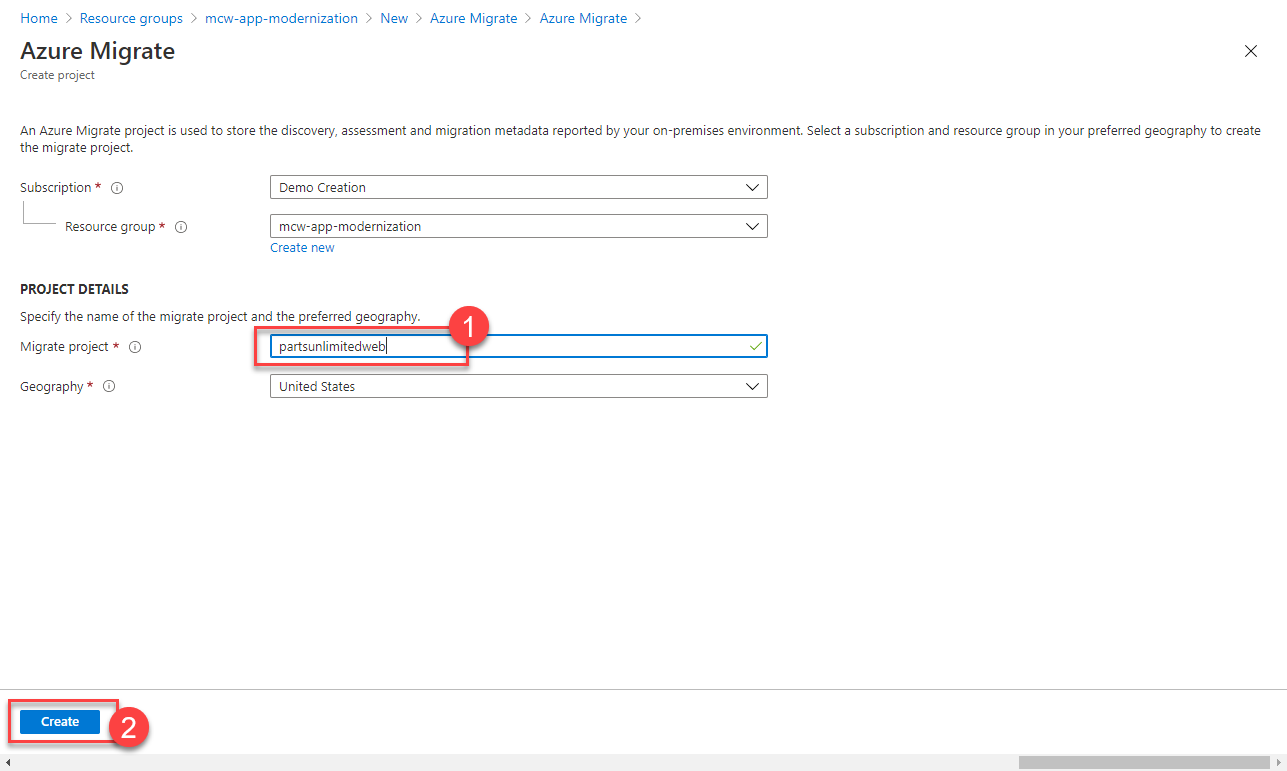 Home > Resource groups > mcw-app-modernization > New > Azure Migrate > Azure Migrate >
Azure Migrate
Create project
An Azure Migrate project is used to store the discovery, assessment and migration metadata reported by your on-premises environment. Select a subscription and resource group in your preferred geography to create
the migrate project.
Subscription * Demo Creation
Resource group * mcw-app-modernization
Create new
PROJECT DETAILS
Specify the name of the migrate project and the preferred geography.
1
Migrate project * partsunlimitedweb
Geography * United States
Create
2